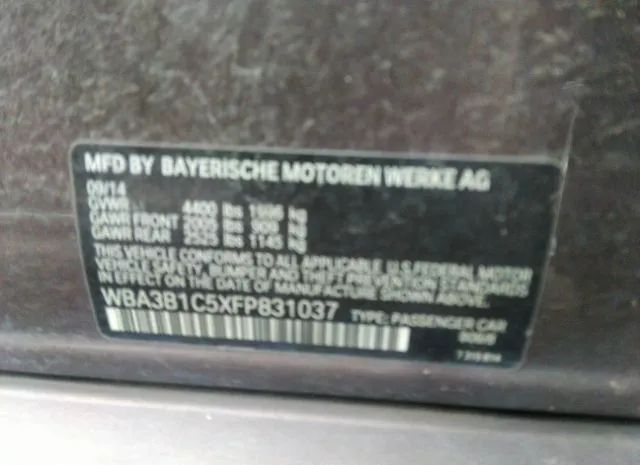 MFD BY BAYERISCHE MOTOREN WERKE AG
09/14
GVWR 4400 lbs 1996 kg
GAWR FRONT 2005 lbs 909 kg
GAWR REAR 2525 lbs 1145 kg
THIS VEHICLE CONFORMS TO ALL APPLICABLE U.S. FEDERAL MOTOR
VEHICLE SAFETY, BUMPER, AND THEFT PREVENTION STANDARDS
IN EFFECT ON THE DATE OF MANUFACTURE SHOWN ABOVE.
WBA3B1C5XFP831037 TYPE: PASSENGER CAR